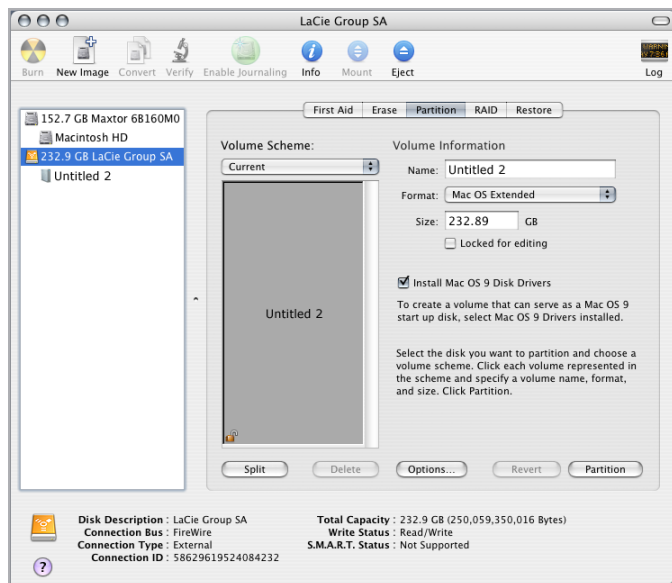 LaCie Group SA
Burn New Image Convert Verify Enable Journaling Info Mount Eject Log
First Aid Erase Partition RAID Restore
152.7 GB Maxtor 6B160M0
Macintosh HD
232.9 GB LaCie Group SA
Untitled 2
Volume Scheme:
Current
Untitled 2
Volume Information
Name: Untitled 2
Format: Mac OS Extended
Size: 232.89 GB
Locked for editing
Install Mac OS 9 Disk Drivers
To create a volume that can serve as a Mac OS 9
start up disk, select Mac OS 9 Drivers installed.
Select the disk you want to partition and choose a
volume scheme. Click each volume represented in
the scheme and specify a volume name, format,
and size. Click Partition.
Split Delete Options... Revert Partition
Disk Description : LaCie Group SA
Connection Bus : FireWire
Connection Type : External
Connection ID : 58629619524084232
Total Capacity : 232.9 GB (250,059,350,016 Bytes)
Write Status : Read/Write
S.M.A.R.T. Status : Not Supported
?